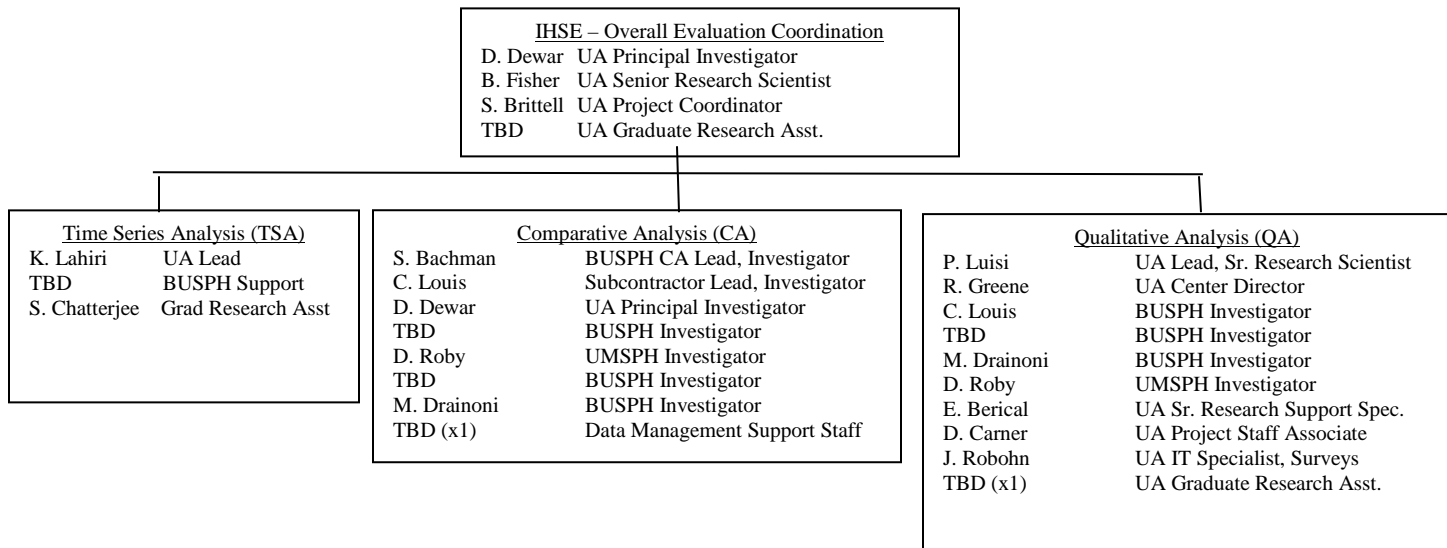 IHSE – Overall Evaluation Coordination
D. Dewar UA Principal Investigator
B. Fisher UA Senior Research Scientist
S. Brittell UA Project Coordinator
TBD UA Graduate Research Asst.
Time Series Analysis (TSA)
K. Lahiri UA Lead
TBD BUSPH Support
S. Chatterjee Grad Research Asst
Comparative Analysis (CA)
S. Bachman BUSPH CA Lead, Investigator
C. Louis Subcontractor Lead, Investigator
D. Dewar UA Principal Investigator
TBD BUSPH Investigator
D. Roby UMSPH Investigator
TBD BUSPH Investigator
M. Drainoni BUSPH Investigator
TBD (x1) Data Management Support Staff
Qualitative Analysis (QA)
P. Luisi UA Lead, Sr. Research Scientist
R. Greene UA Center Director
C. Louis BUSPH Investigator
TBD BUSPH Investigator
M. Drainoni BUSPH Investigator
D. Roby UMSPH Investigator
E. Berical UA Sr. Research Support Spec.
D. Carner UA Project Staff Associate
J. Robohn UA IT Specialist, Surveys
TBD (x1) UA Graduate Research Asst.